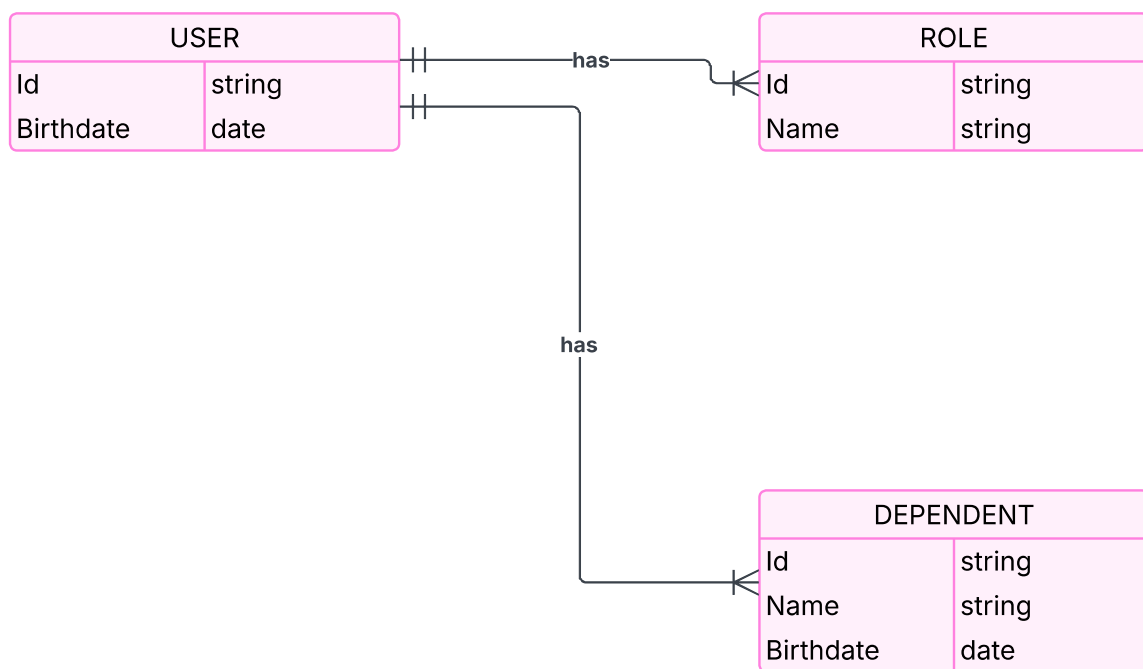 USER
Id string
Birthdate date
has
ROLE
Id string
Name string
has
DEPENDENT
Id string
Name string
Birthdate date